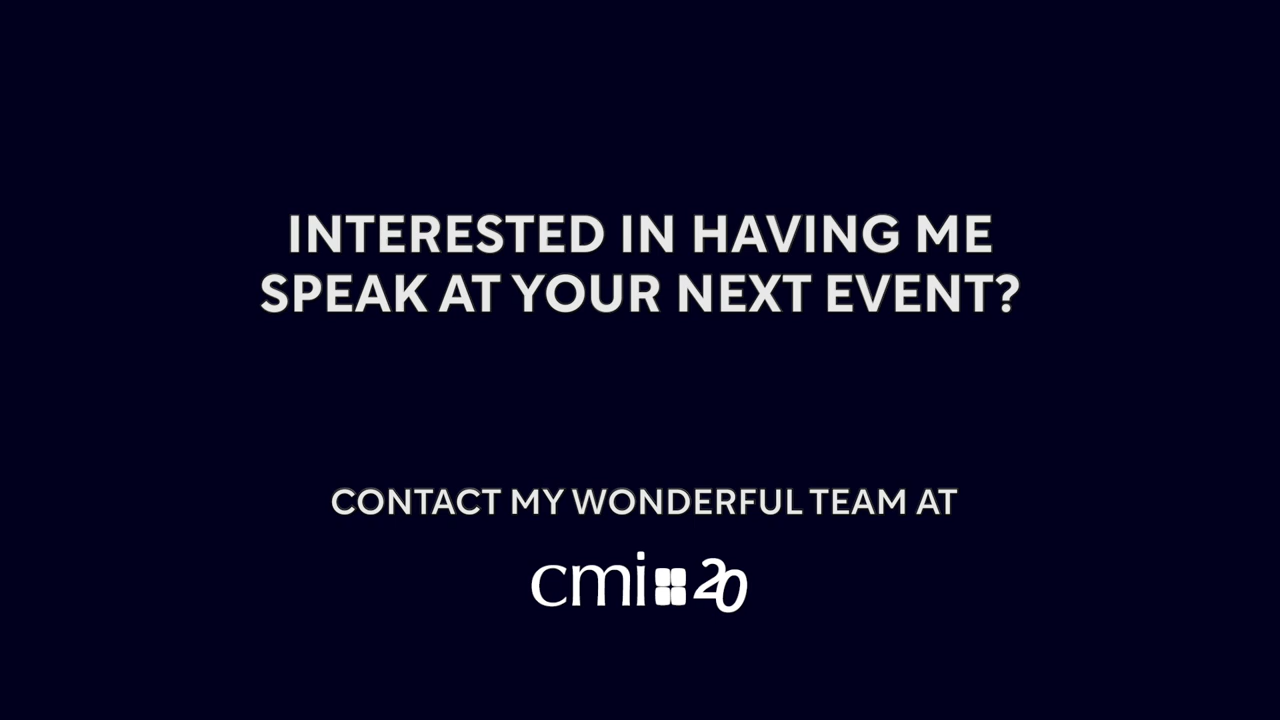 INTERESTED IN HAVING ME
SPEAK AT YOUR NEXT EVENT?
CONTACT MY WONDERFUL TEAM AT
cmi 20